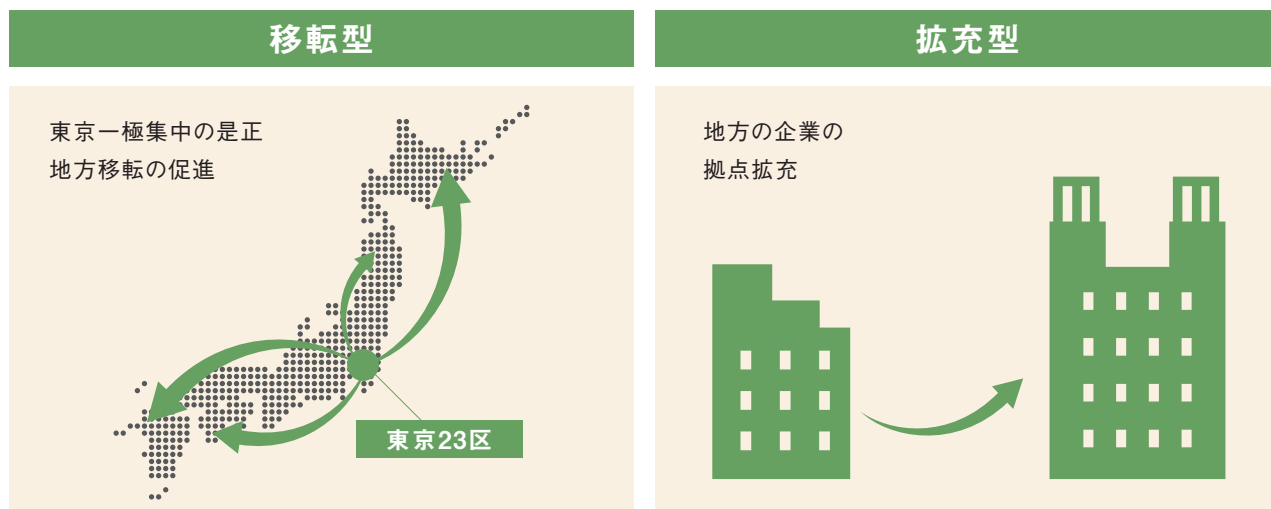 移転型
東京一極集中の是正
地方移転の促進
東京23区
拡充型
地方の企業の
拠点拡充